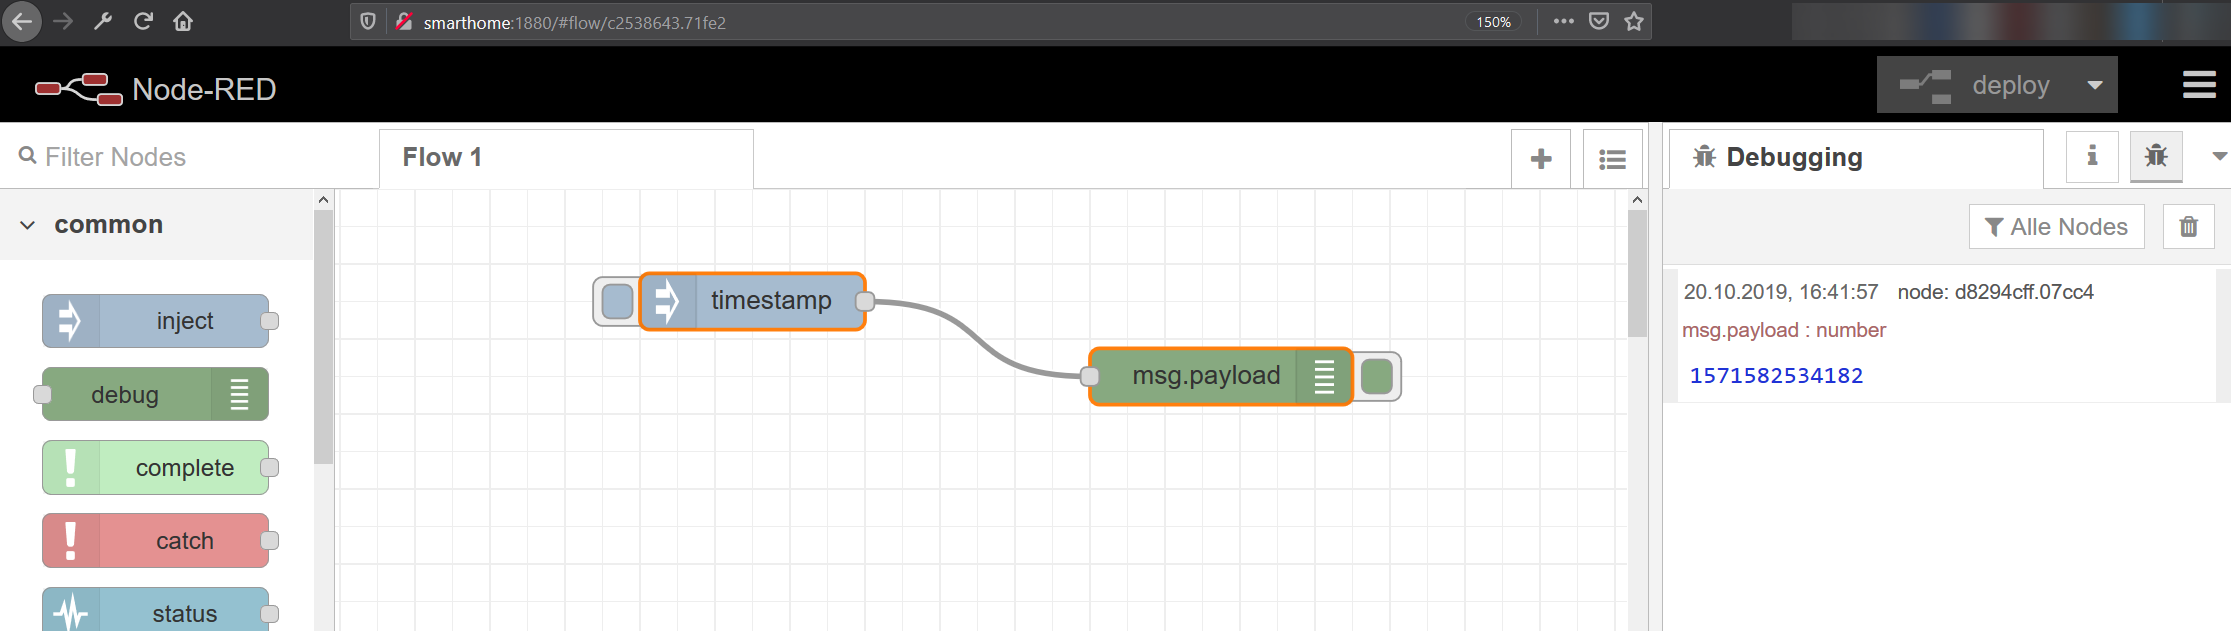 smarthome:1880/#flow/c2538643.71fe2
150%
Node-RED
deploy
Filter Nodes
Flow 1
Debugging
common
Alle Nodes
inject
debug
complete
catch
status
timestamp
msg.payload
20.10.2019, 16:41:57 node: d8294cff.07cc4
msg.payload : number
1571582534182